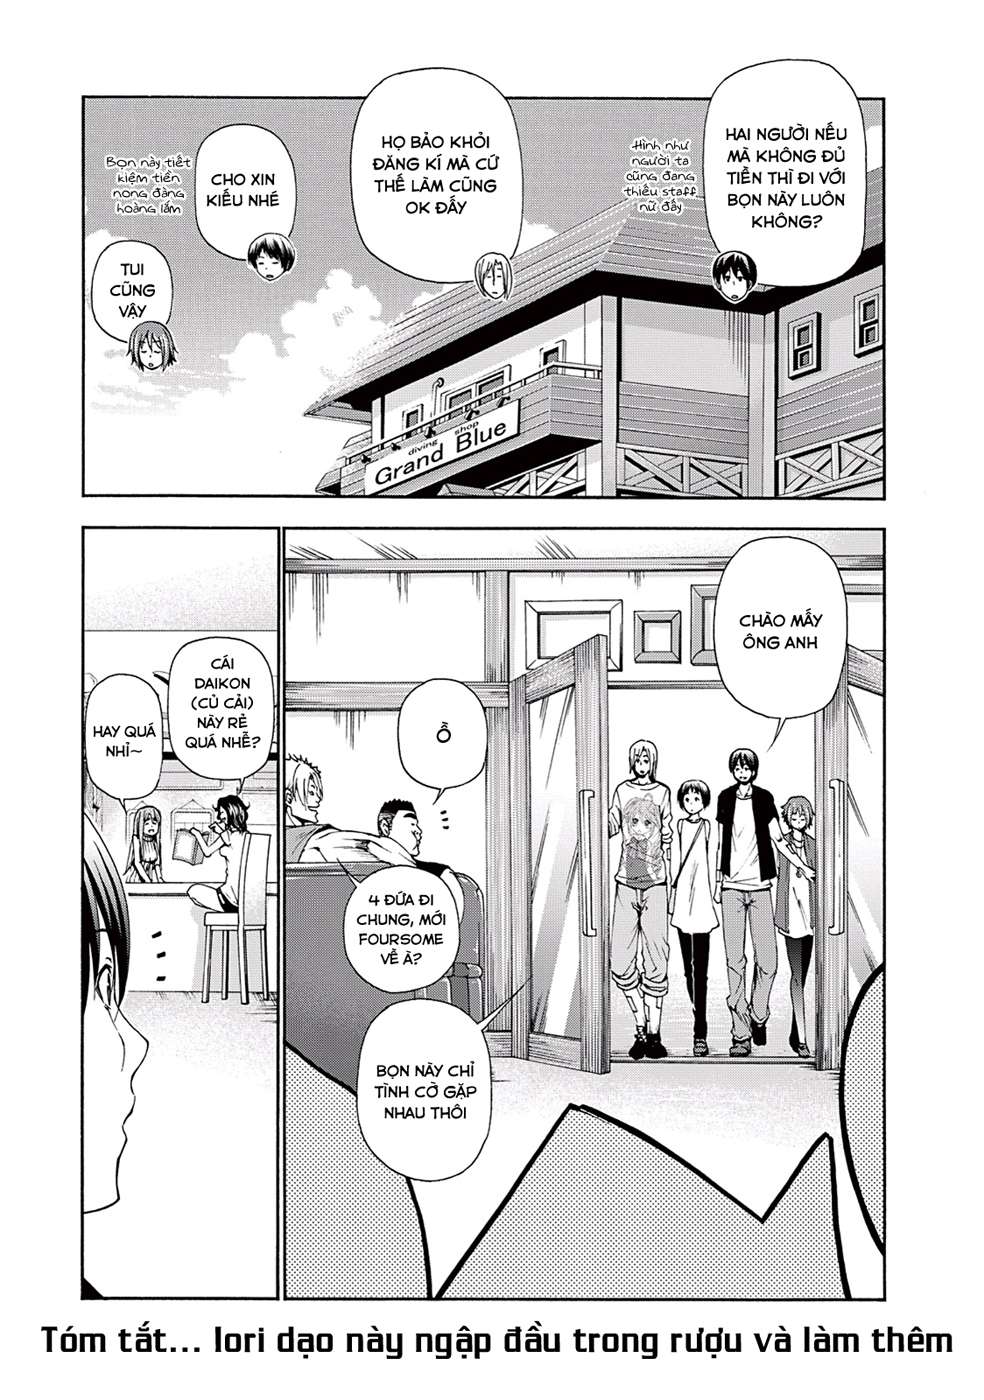 HAI NGƯỜI NẾU
MÀ KHÔNG ĐỦ
TIỀN THÌ ĐI VỚI
BỌN NÀY LUÔN
KHÔNG?
Hình như
người ta
cũng đang
thiếu staff
nữ đấy
HỌ BẢO KHỎI
ĐĂNG KÍ MÀ CỨ
THẾ LÀM CŨNG
OK ĐẤY
CHO XIN
KIẾU NHÉ
Bọn này tiết
kiệm tiền
nong đàng
hoàng lắm
TUI
CŨNG
VẬY
diving shop
Grand Blue
CHÀO MẤY
ÔNG ANH
Ồ
4 ĐỨA ĐI
CHUNG, MỚI
FOURSOME
VỀ À?
BỌN NÀY CHỈ
TÌNH CỜ GẶP
NHAU THÔI
CÁI
DAIKON
(CỦ CẢI)
NÀY RẺ
QUÁ NHỄ?
HAY QUÁ
NHỈ~
Tóm tắt... lori dạo này ngập đầu trong rượu và làm thêm